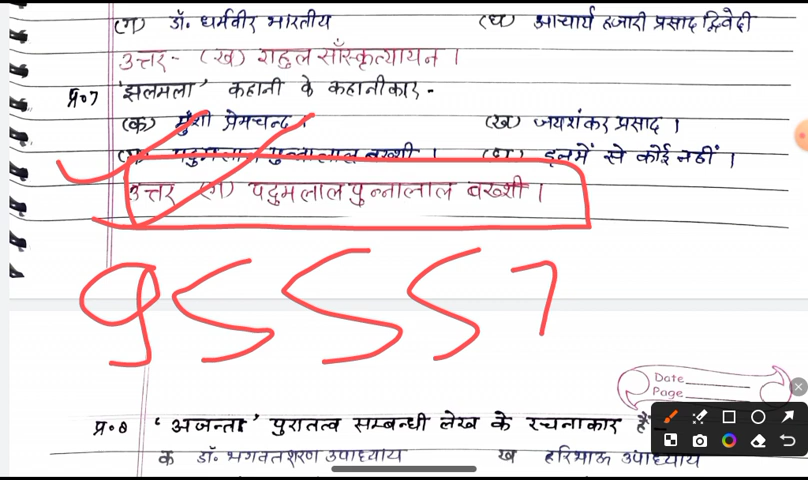 (ग) डॉ. धर्मवीर भारतीय (घ) आचार्य हजारी प्रसाद द्विवेदी
उत्तर - (ख) राहुल साँस्कृत्यायन।
प्र०7 'झलमला' कहानी के कहानीकार -
(क) मुँशी प्रेमचन्द। (ख) जयशंकर प्रसाद।
(ग) पदुमलाल पुन्नालाल बख्शी। (घ) इनमें से कोई नहीं।
उत्तर (ग) पदुमलाल पुन्नालाल बख्शी।
95557
Date
Page
प्र०8 'अजन्ता' पुरातत्व सम्बन्धी लेख के रचनाकार हैं-
क डॉ. भगवतशरण उपाध्याय ख हरिभाऊ उपाध्याय